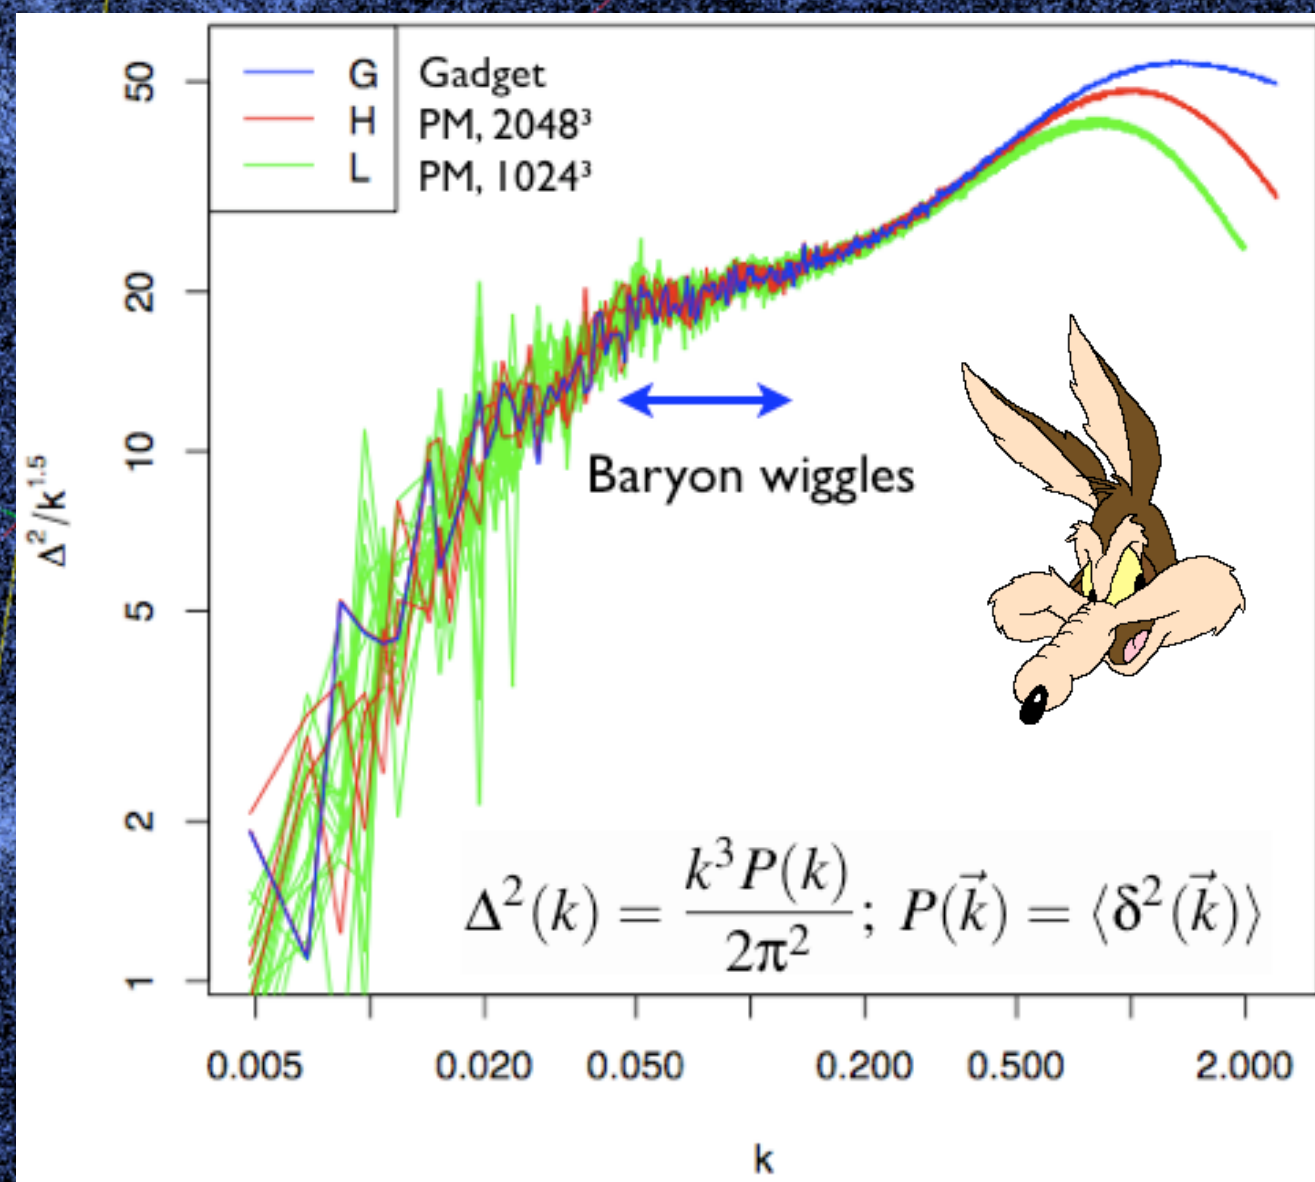 G Gadget
H PM, 2048³
L PM, 1024³
50
20
10
5
2
1
Δ²/k^1.5
Baryon wiggles
Δ²(k) = k³P(k) / 2π² ; P(k⃗) = ⟨δ²(k⃗)⟩
0.005 0.020 0.050 0.200 0.500 2.000
k